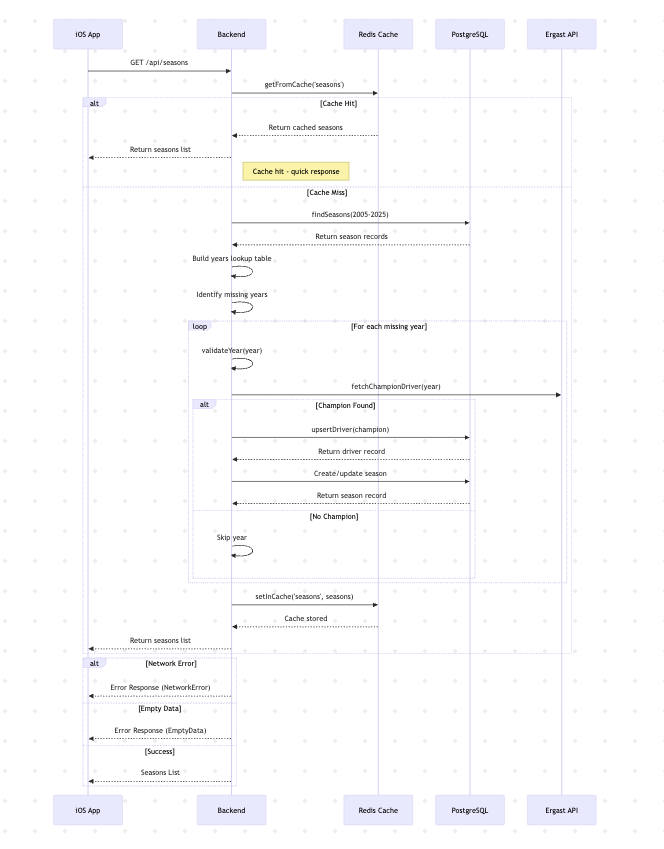 iOS App
Backend
Redis Cache
PostgreSQL
Ergast API
GET /api/seasons
getFromCache('seasons')
alt
[Cache Hit]
Return cached seasons
Return seasons list
Cache hit - quick response
[Cache Miss]
findSeasons(2005-2025)
Return season records
Build years lookup table
Identify missing years
loop
[For each missing year]
validateYear(year)
fetchChampionDriver(year)
alt
[Champion Found]
upsertDriver(champion)
Return driver record
Create/update season
Return season record
[No Champion]
Skip year
setInCache('seasons', seasons)
Cache stored
Return seasons list
alt
[Network Error]
Error Response (NetworkError)
[Empty Data]
Error Response (EmptyData)
[Success]
Seasons List
iOS App
Backend
Redis Cache
PostgreSQL
Ergast API